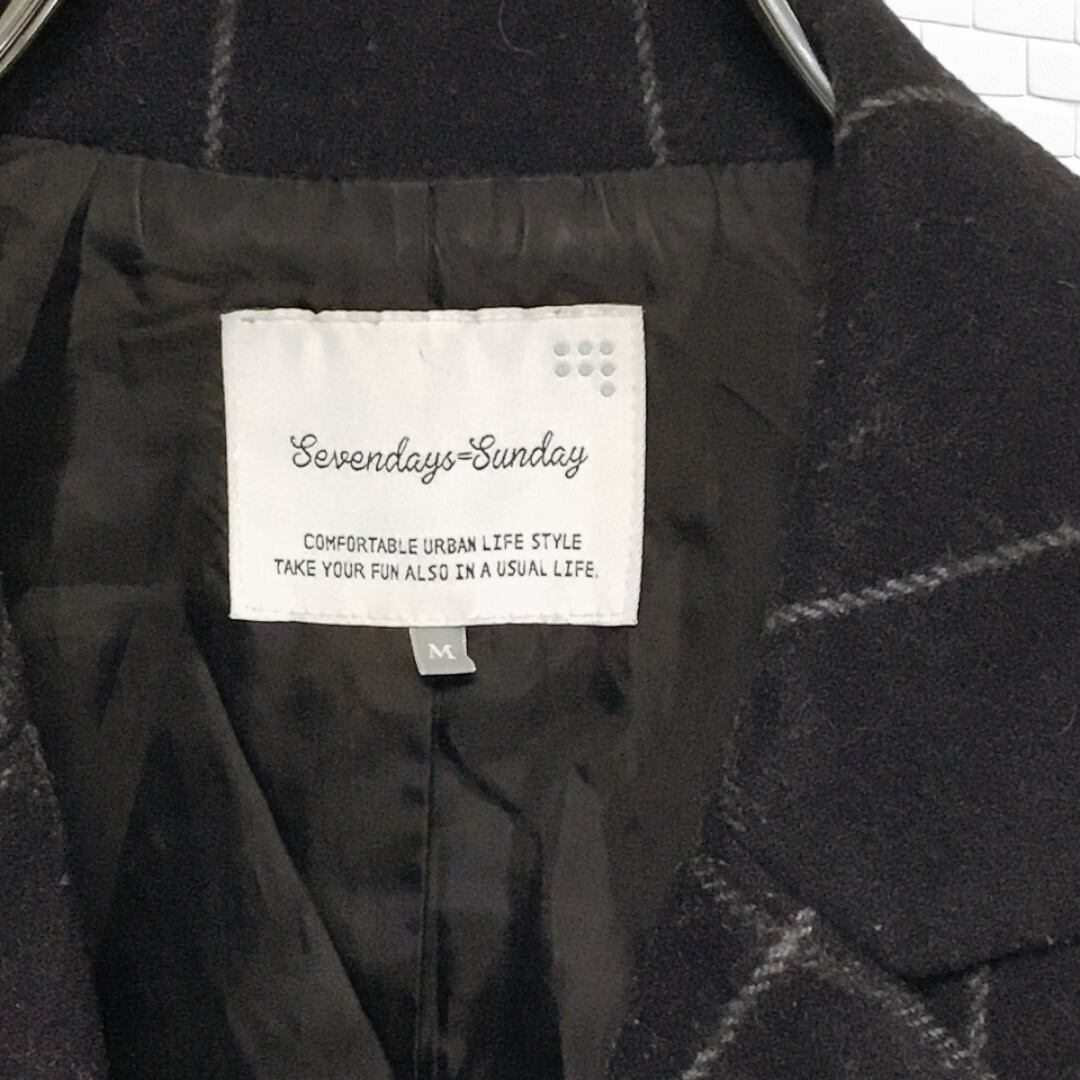 Sevendays=Sunday
COMFORTABLE URBAN LIFE STYLE
TAKE YOUR FUN ALSO IN A USUAL LIFE.
M